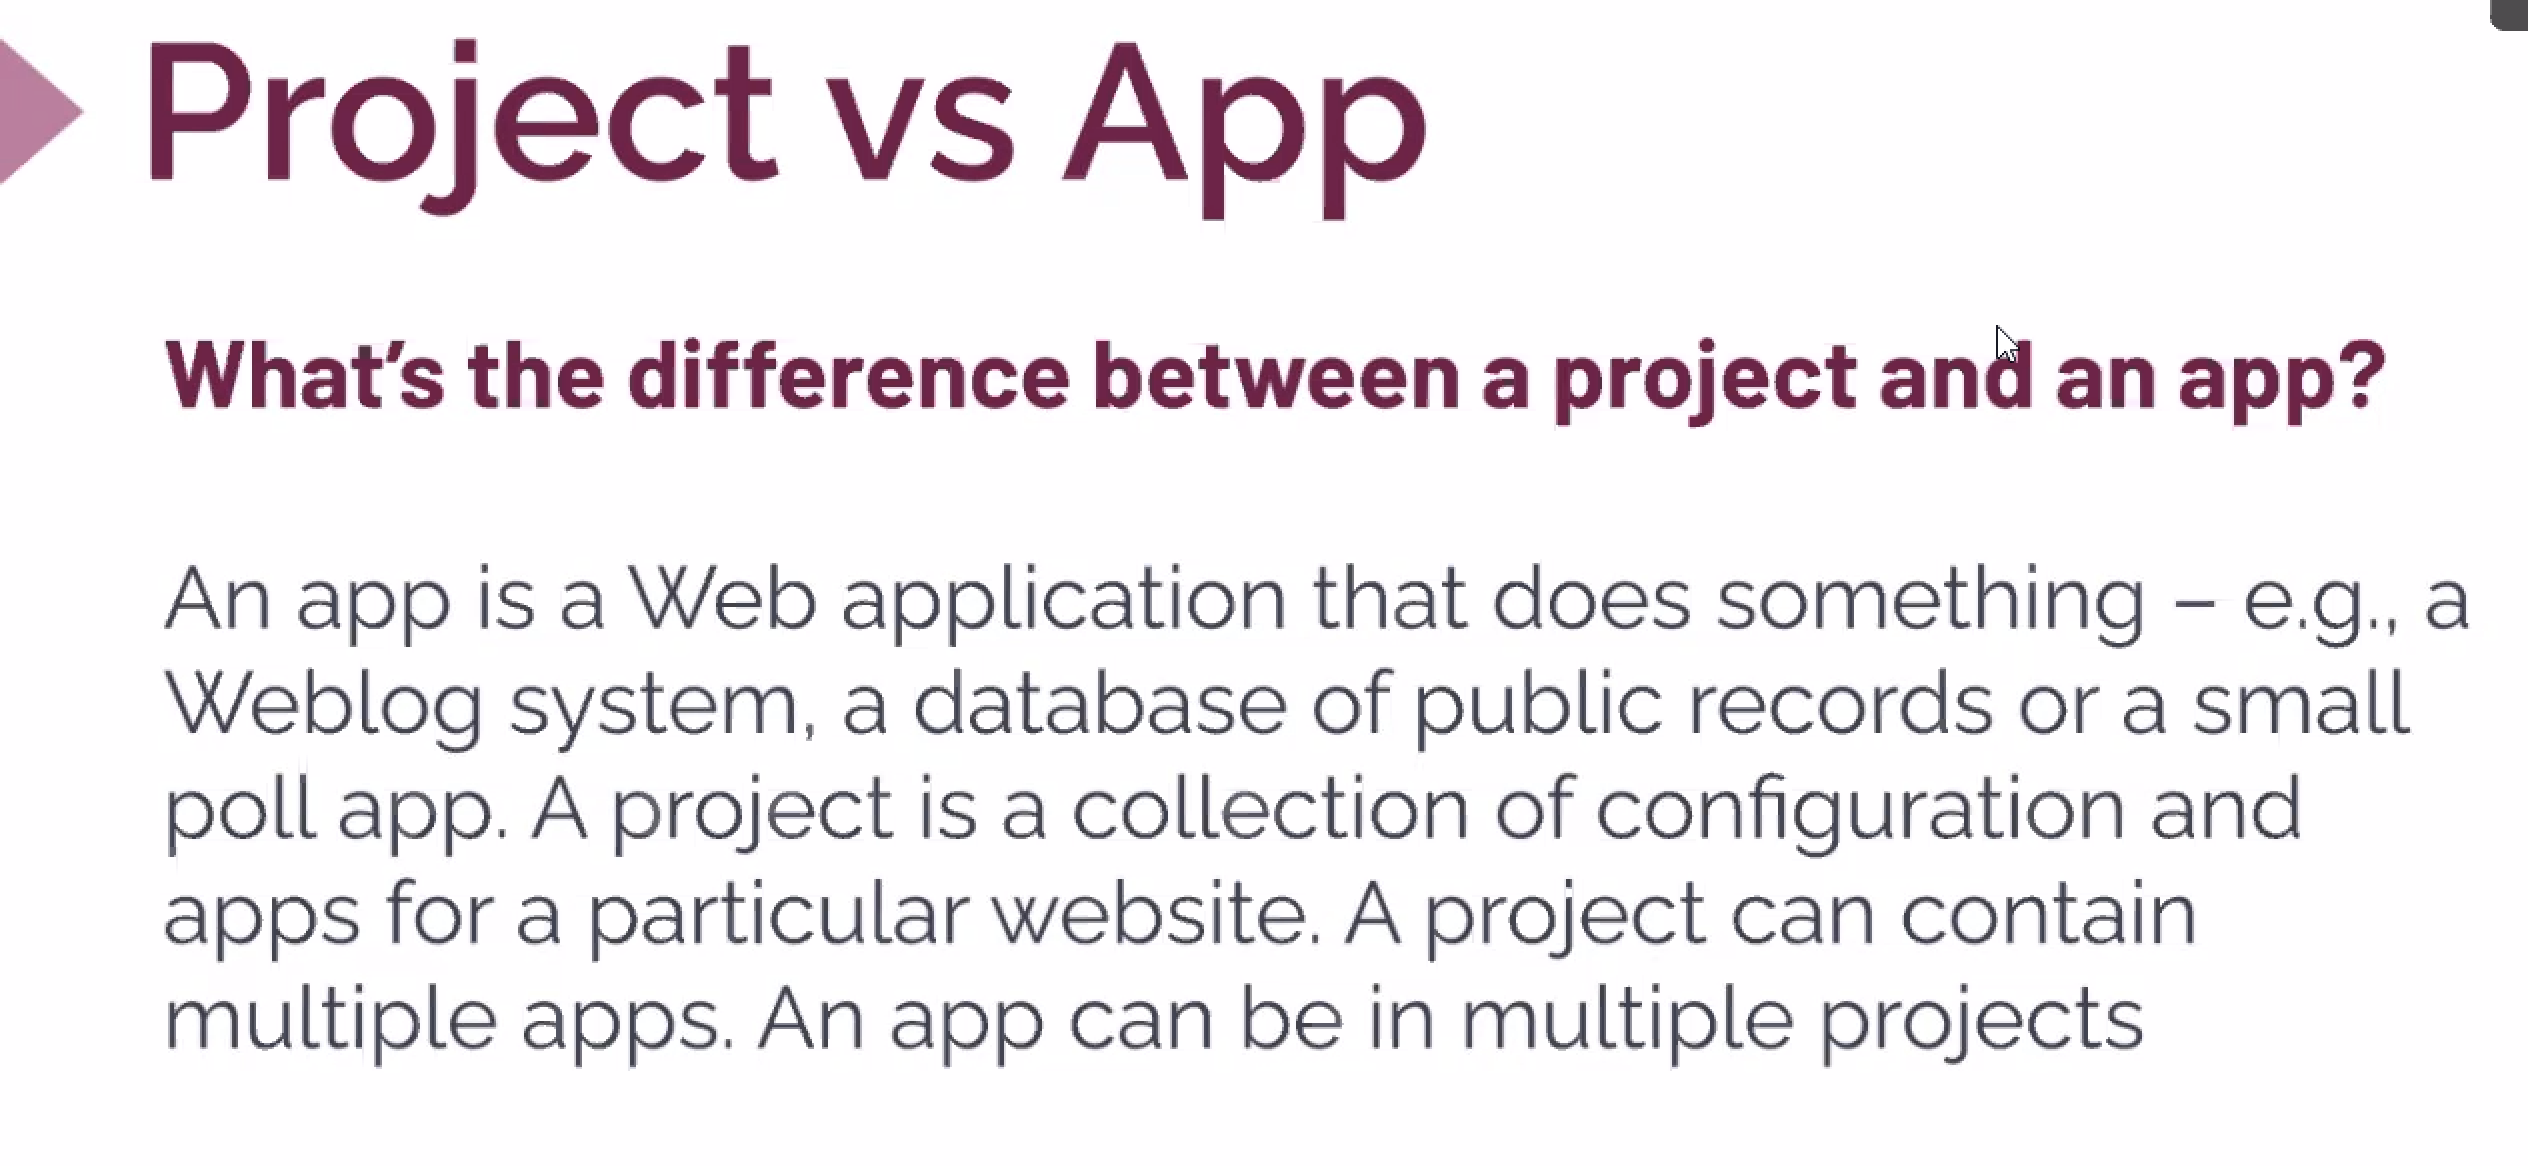 Project vs App
What’s the difference between a project and an app?
An app is a Web application that does something – e.g., a
Weblog system, a database of public records or a small
poll app. A project is a collection of configuration and
apps for a particular website. A project can contain
multiple apps. An app can be in multiple projects